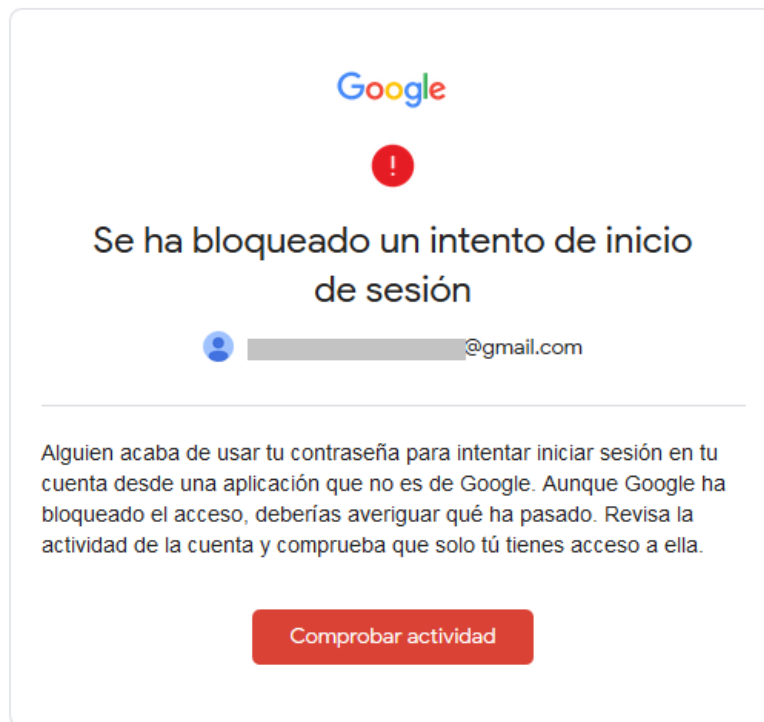 Google
!
Se ha bloqueado un intento de inicio
de sesión
@gmail.com
Alguien acaba de usar tu contraseña para intentar iniciar sesión en tu
cuenta desde una aplicación que no es de Google. Aunque Google ha
bloqueado el acceso, deberías averiguar qué ha pasado. Revisa la
actividad de la cuenta y comprueba que solo tú tienes acceso a ella.
Comprobar actividad